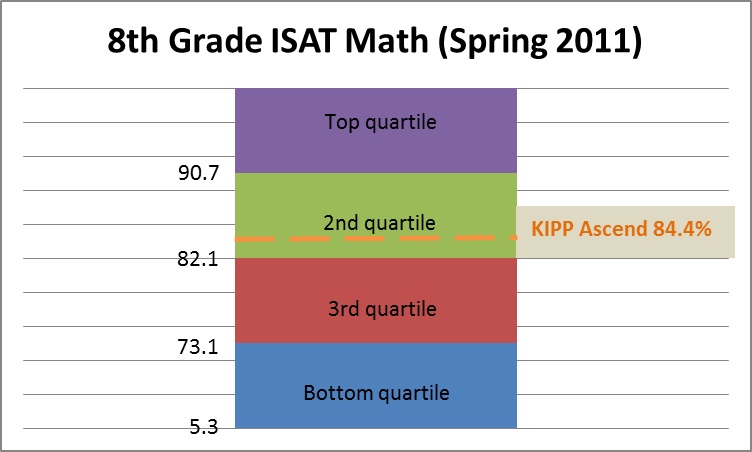 8th Grade ISAT Math (Spring 2011)
Top quartile
90.7
2nd quartile
KIPP Ascend 84.4%
82.1
3rd quartile
73.1
Bottom quartile
5.3